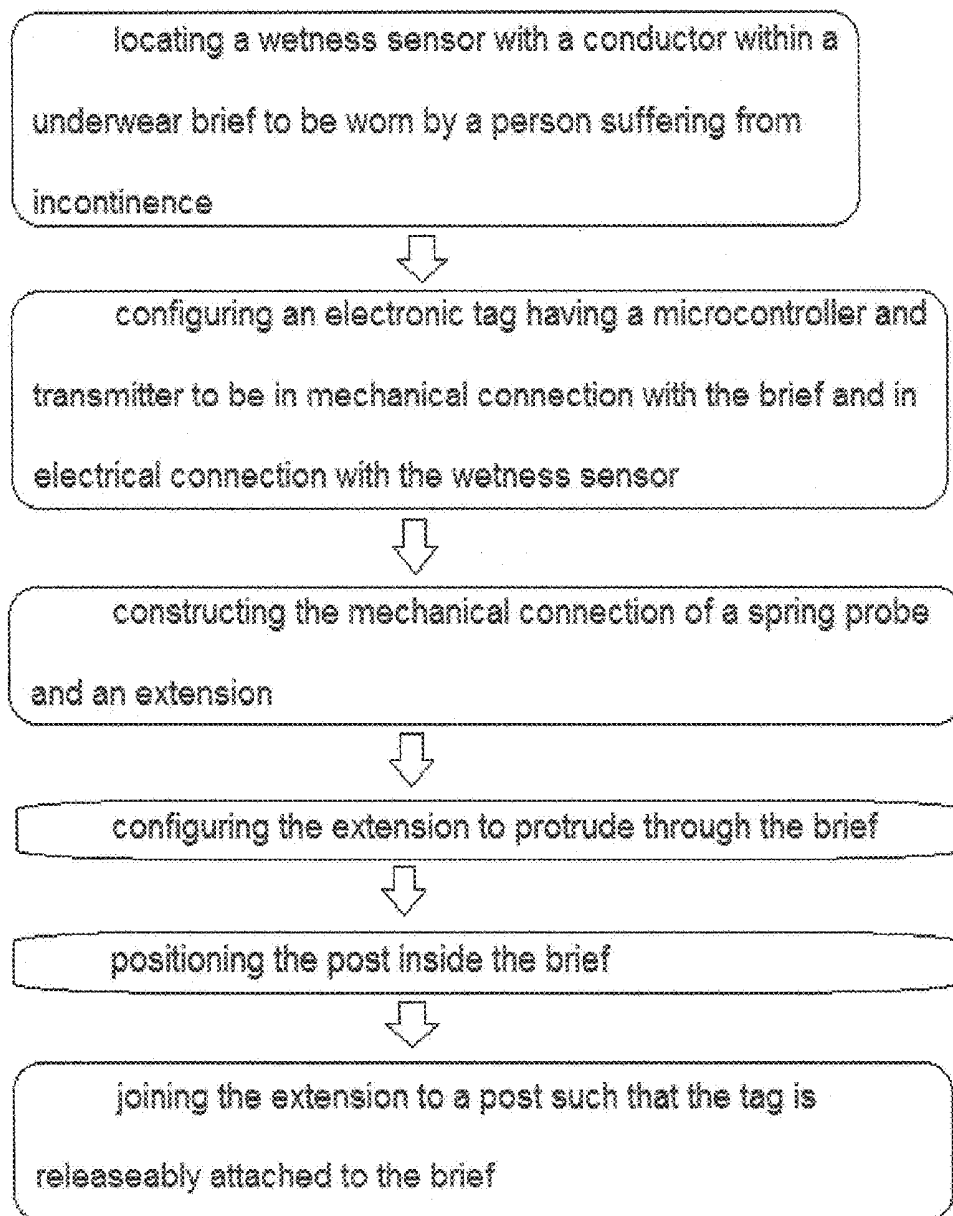 locating a wetness sensor with a conductor within a
underwear brief to be worn by a person suffering from
incontinence
configuring an electronic tag having a microcontroller and
transmitter to be in mechanical connection with the brief and in
electrical connection with the wetness sensor
constructing the mechanical connection of a spring probe
and an extension
configuring the extension to protrude through the brief
positioning the post inside the brief
joining the extension to a post such that the tag is
releaseably attached to the brief